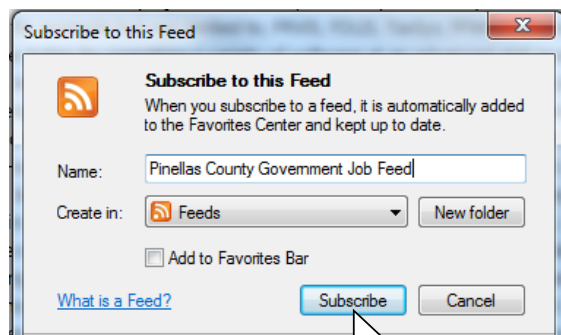 Subscribe to this Feed
Subscribe to this Feed
When you subscribe to a feed, it is automatically added
to the Favorites Center and kept up to date.
Name: Pinellas County Government Job Feed
Create in: Feeds New folder
Add to Favorites Bar
What is a Feed? Subscribe Cancel